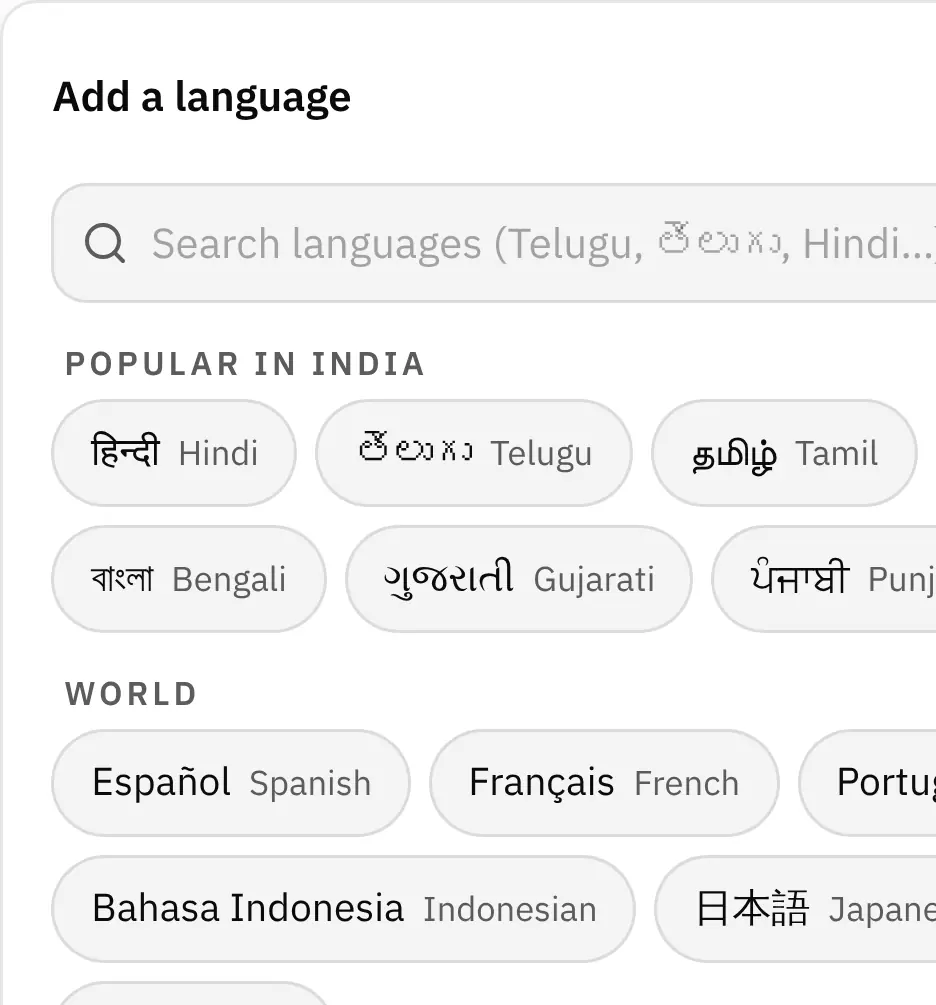 Add a language
Search languages (Telugu, తెలుగు, Hindi...)
POPULAR IN INDIA
हिन्दी Hindi తెలుగు Telugu தமிழ் Tamil
বাংলা Bengali ગુજરાતી Gujarati ਪੰਜਾਬੀ
WORLD
Español Spanish Français French
Bahasa Indonesia Indonesian 日本語